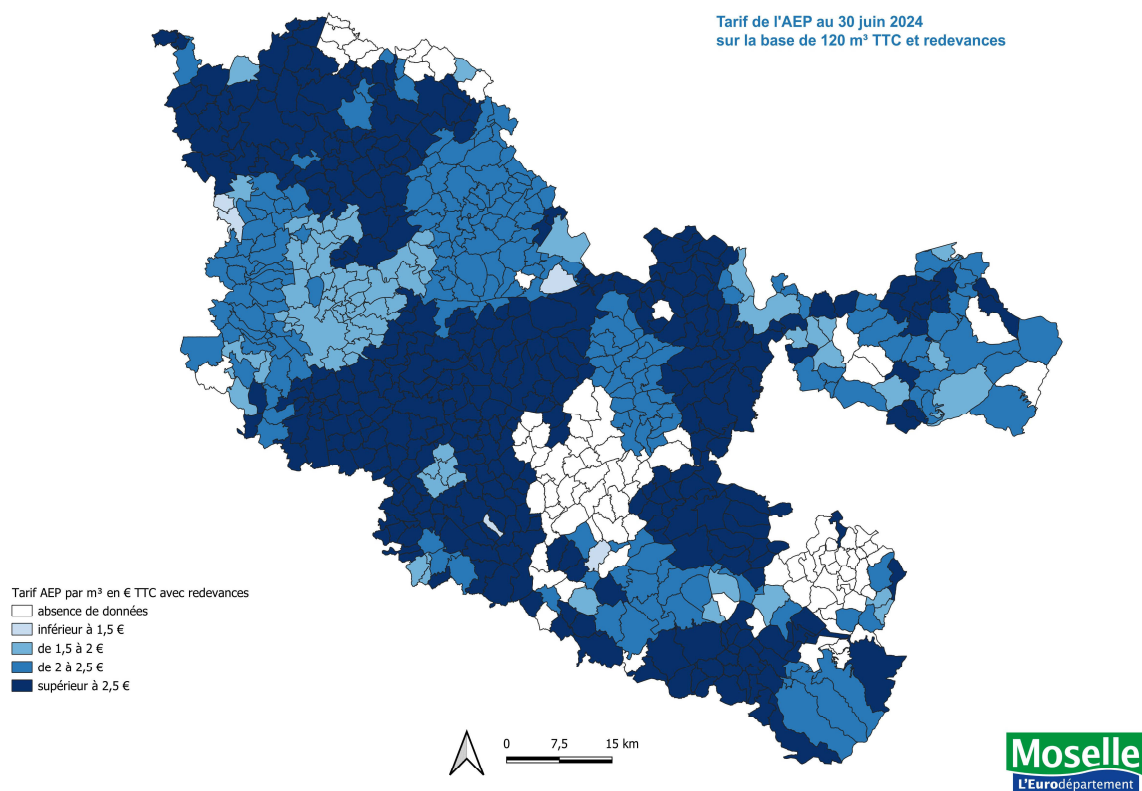 Tarif de l'AEP au 30 juin 2024
sur la base de 120 m³ TTC et redevances
Tarif AEP par m³ en € TTC avec redevances
absence de données
inférieur à 1,5 €
de 1,5 à 2 €
de 2 à 2,5 €
supérieur à 2,5 €
0 7,5 15 km
Moselle
L'Eurodépartement